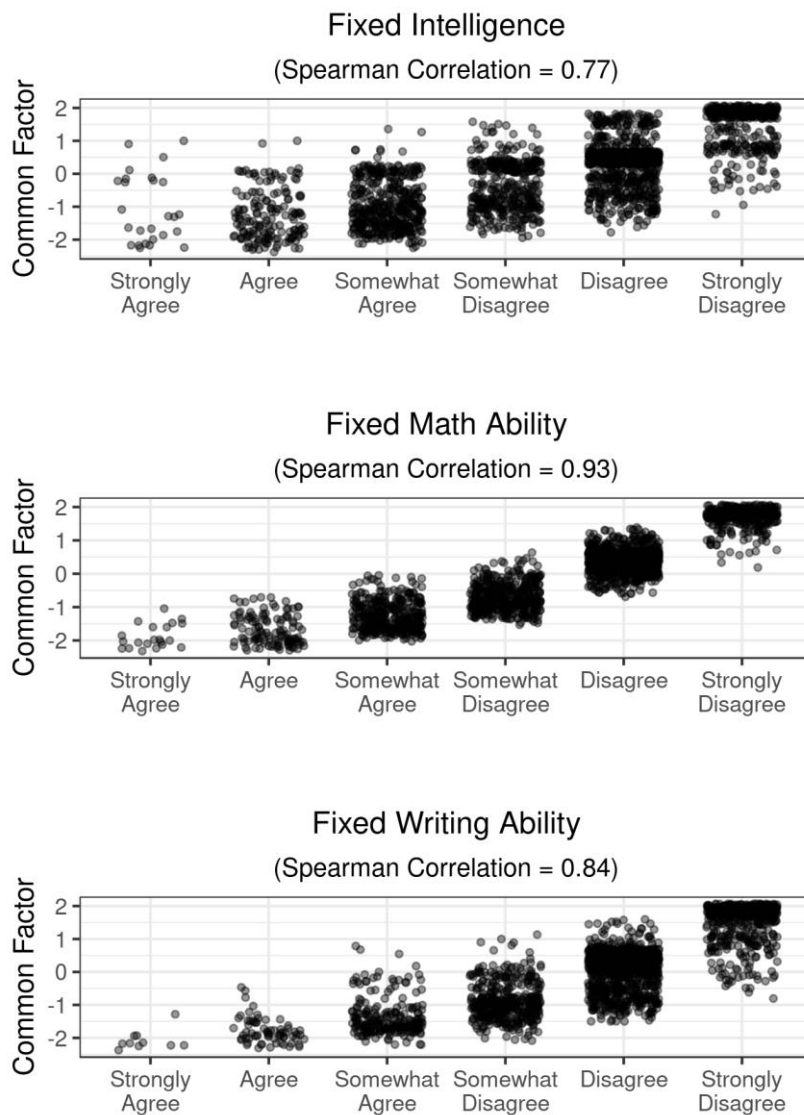 Fixed Intelligence
(Spearman Correlation = 0.77)
Common Factor
2
1
0
-1
-2
Strongly Agree
Agree
Somewhat Agree
Somewhat Disagree
Disagree
Strongly Disagree
Fixed Math Ability
(Spearman Correlation = 0.93)
Common Factor
2
1
0
-1
-2
Strongly Agree
Agree
Somewhat Agree
Somewhat Disagree
Disagree
Strongly Disagree
Fixed Writing Ability
(Spearman Correlation = 0.84)
Common Factor
2
1
0
-1
-2
Strongly Agree
Agree
Somewhat Agree
Somewhat Disagree
Disagree
Strongly Disagree